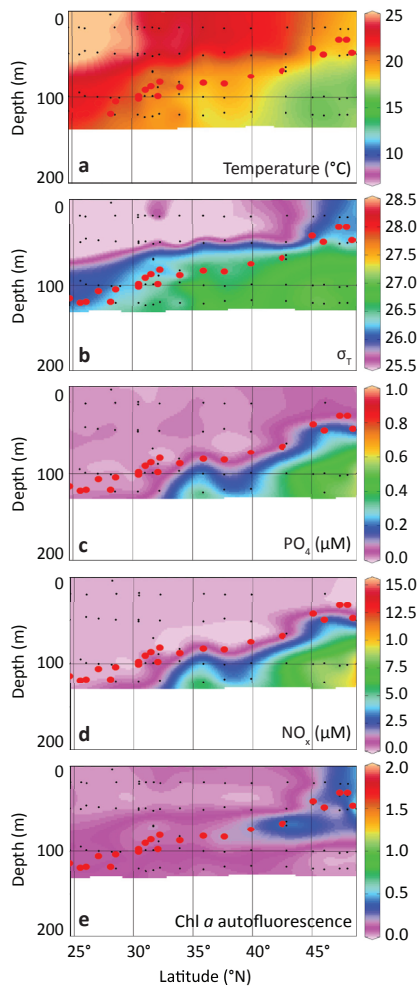 0
100
200
Depth (m)
a
Temperature (°C)
25
20
15
10
0
100
200
Depth (m)
b
σT
28.5
28.0
27.5
27.0
26.5
26.0
25.5
0
100
200
Depth (m)
c
PO4 (μM)
1.0
0.8
0.6
0.4
0.2
0.0
0
100
200
Depth (m)
d
NOx (μM)
15.0
12.5
10.0
7.5
5.0
2.5
0.0
0
100
200
Depth (m)
e
Chl a autofluorescence
2.0
1.5
1.0
0.5
0.0
25° 30° 35° 40° 45°
Latitude (°N)